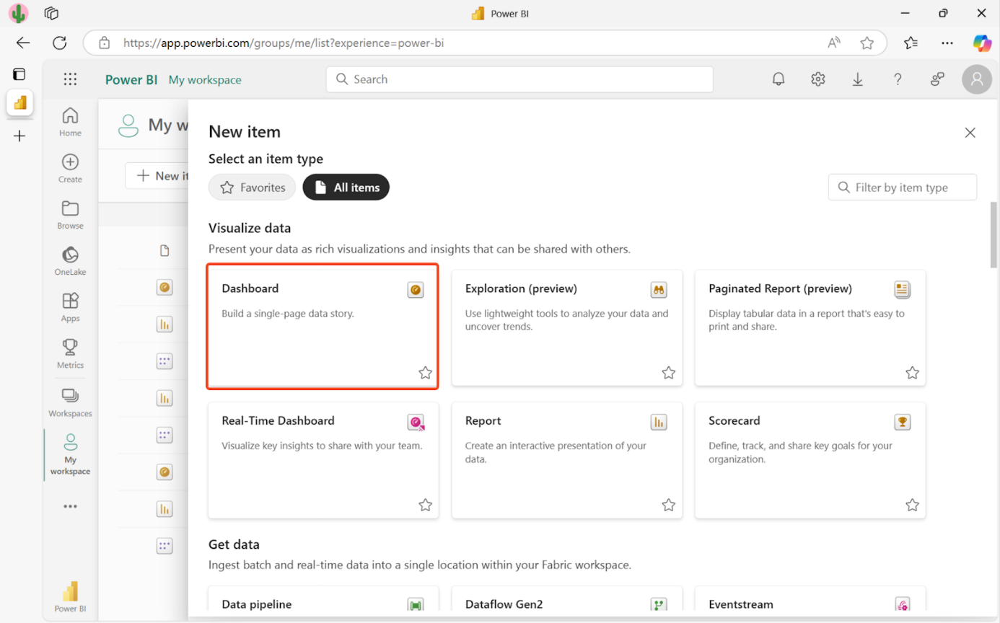 Power BI
https://app.powerbi.com/groups/me/list?experience=power-bi
Power BI My workspace
Search
Home
Create
Browse
OneLake
Apps
Metrics
Workspaces
My
workspace
Power BI
My w
New it
New item
Select an item type
Favorites
All items
Filter by item type
Visualize data
Present your data as rich visualizations and insights that can be shared with others.
Dashboard
Build a single-page data story.
Exploration (preview)
Use lightweight tools to analyze your data and
uncover trends.
Paginated Report (preview)
Display tabular data in a report that's easy to
print and share.
Real-Time Dashboard
Visualize key insights to share with your team.
Report
Create an interactive presentation of your
data.
Scorecard
Define, track, and share key goals for your
organization.
Get data
Ingest batch and real-time data into a single location within your Fabric workspace.
Data pipeline
Dataflow Gen2
Eventstream